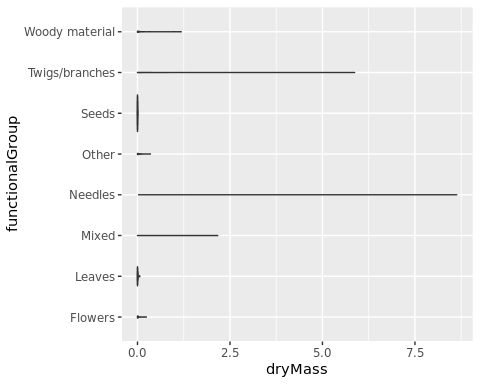 Woody material
Twigs/branches
Seeds
Other
Needles
Mixed
Leaves
Flowers
functionalGroup
0.0 2.5 5.0 7.5
dryMass